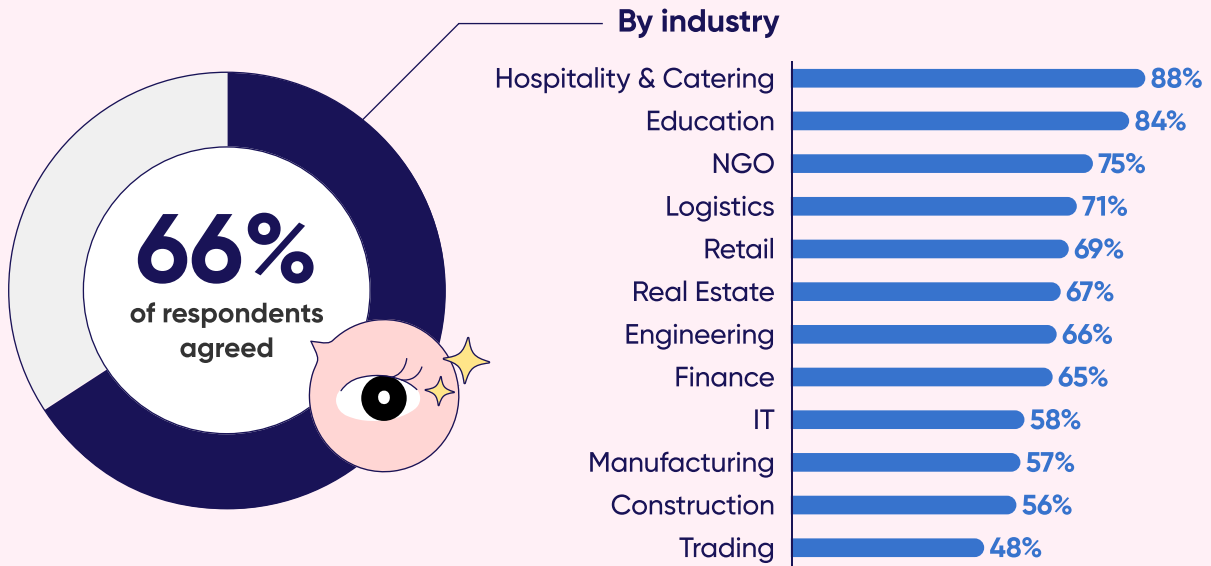 By industry
66%
of respondents
agreed
Hospitality & Catering 88%
Education 84%
NGO 75%
Logistics 71%
Retail 69%
Real Estate 67%
Engineering 66%
Finance 65%
IT 58%
Manufacturing 57%
Construction 56%
Trading 48%